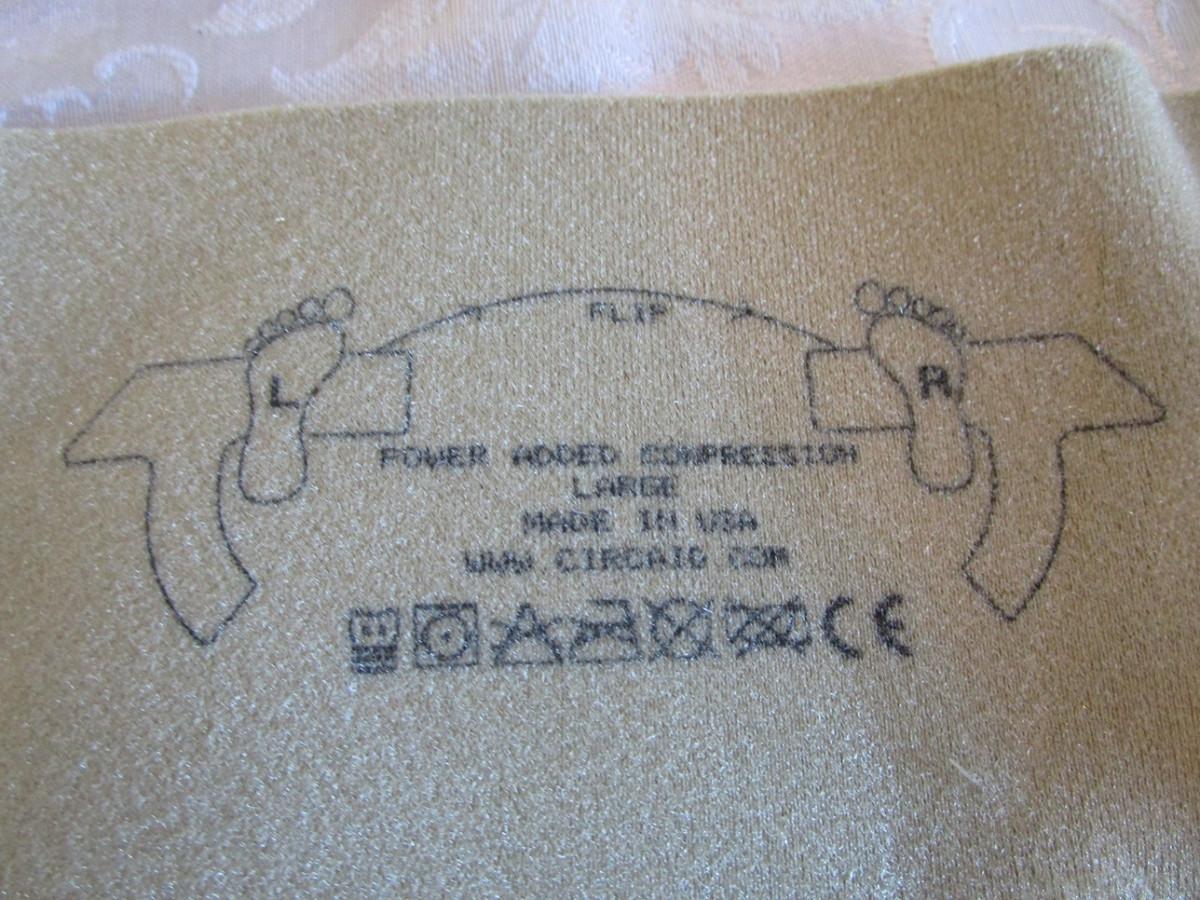 FLIP
L R
POWER ADDED COMPRESSION
LARGE
MADE IN USA
WWW.CIRCAID.COM
CE